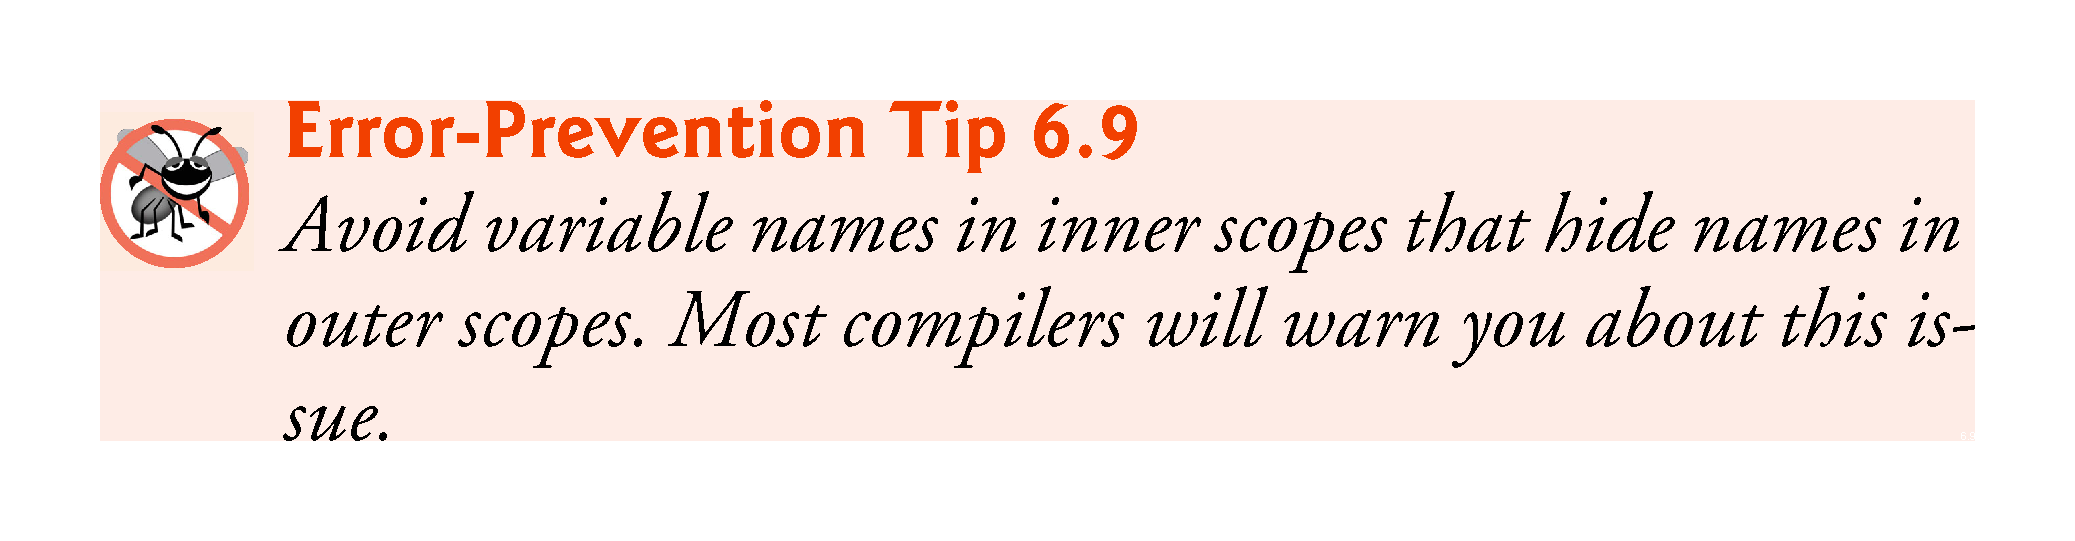 Error-Prevention Tip 6.9
Avoid variable names in inner scopes that hide names in
outer scopes. Most compilers will warn you about this is-
sue.